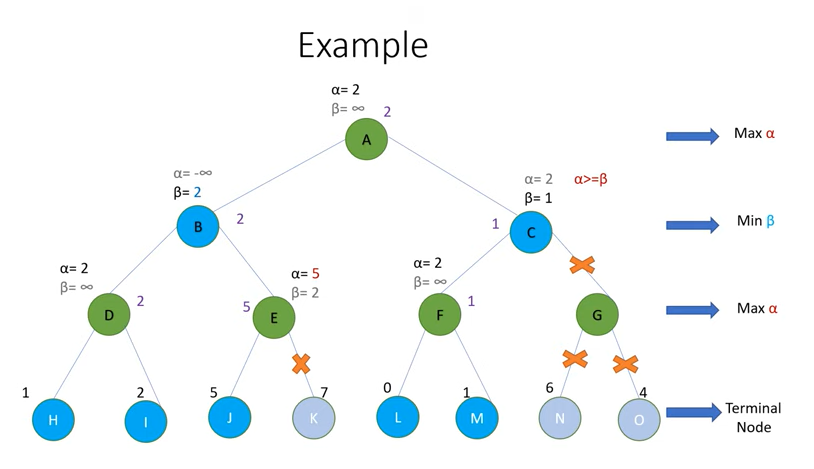 Example
α= 2
β= ∞
2
A
Max α
α= -∞
β= 2
2
B
α= 2
α>=β
β= 1
1
C
Min β
α= 2
β= ∞
2
D
α= 5
β= 2
5
E
α= 2
β= ∞
1
F
G
Max α
1
H
2
I
5
J
7
K
0
L
1
M
6
N
4
O
Terminal
Node